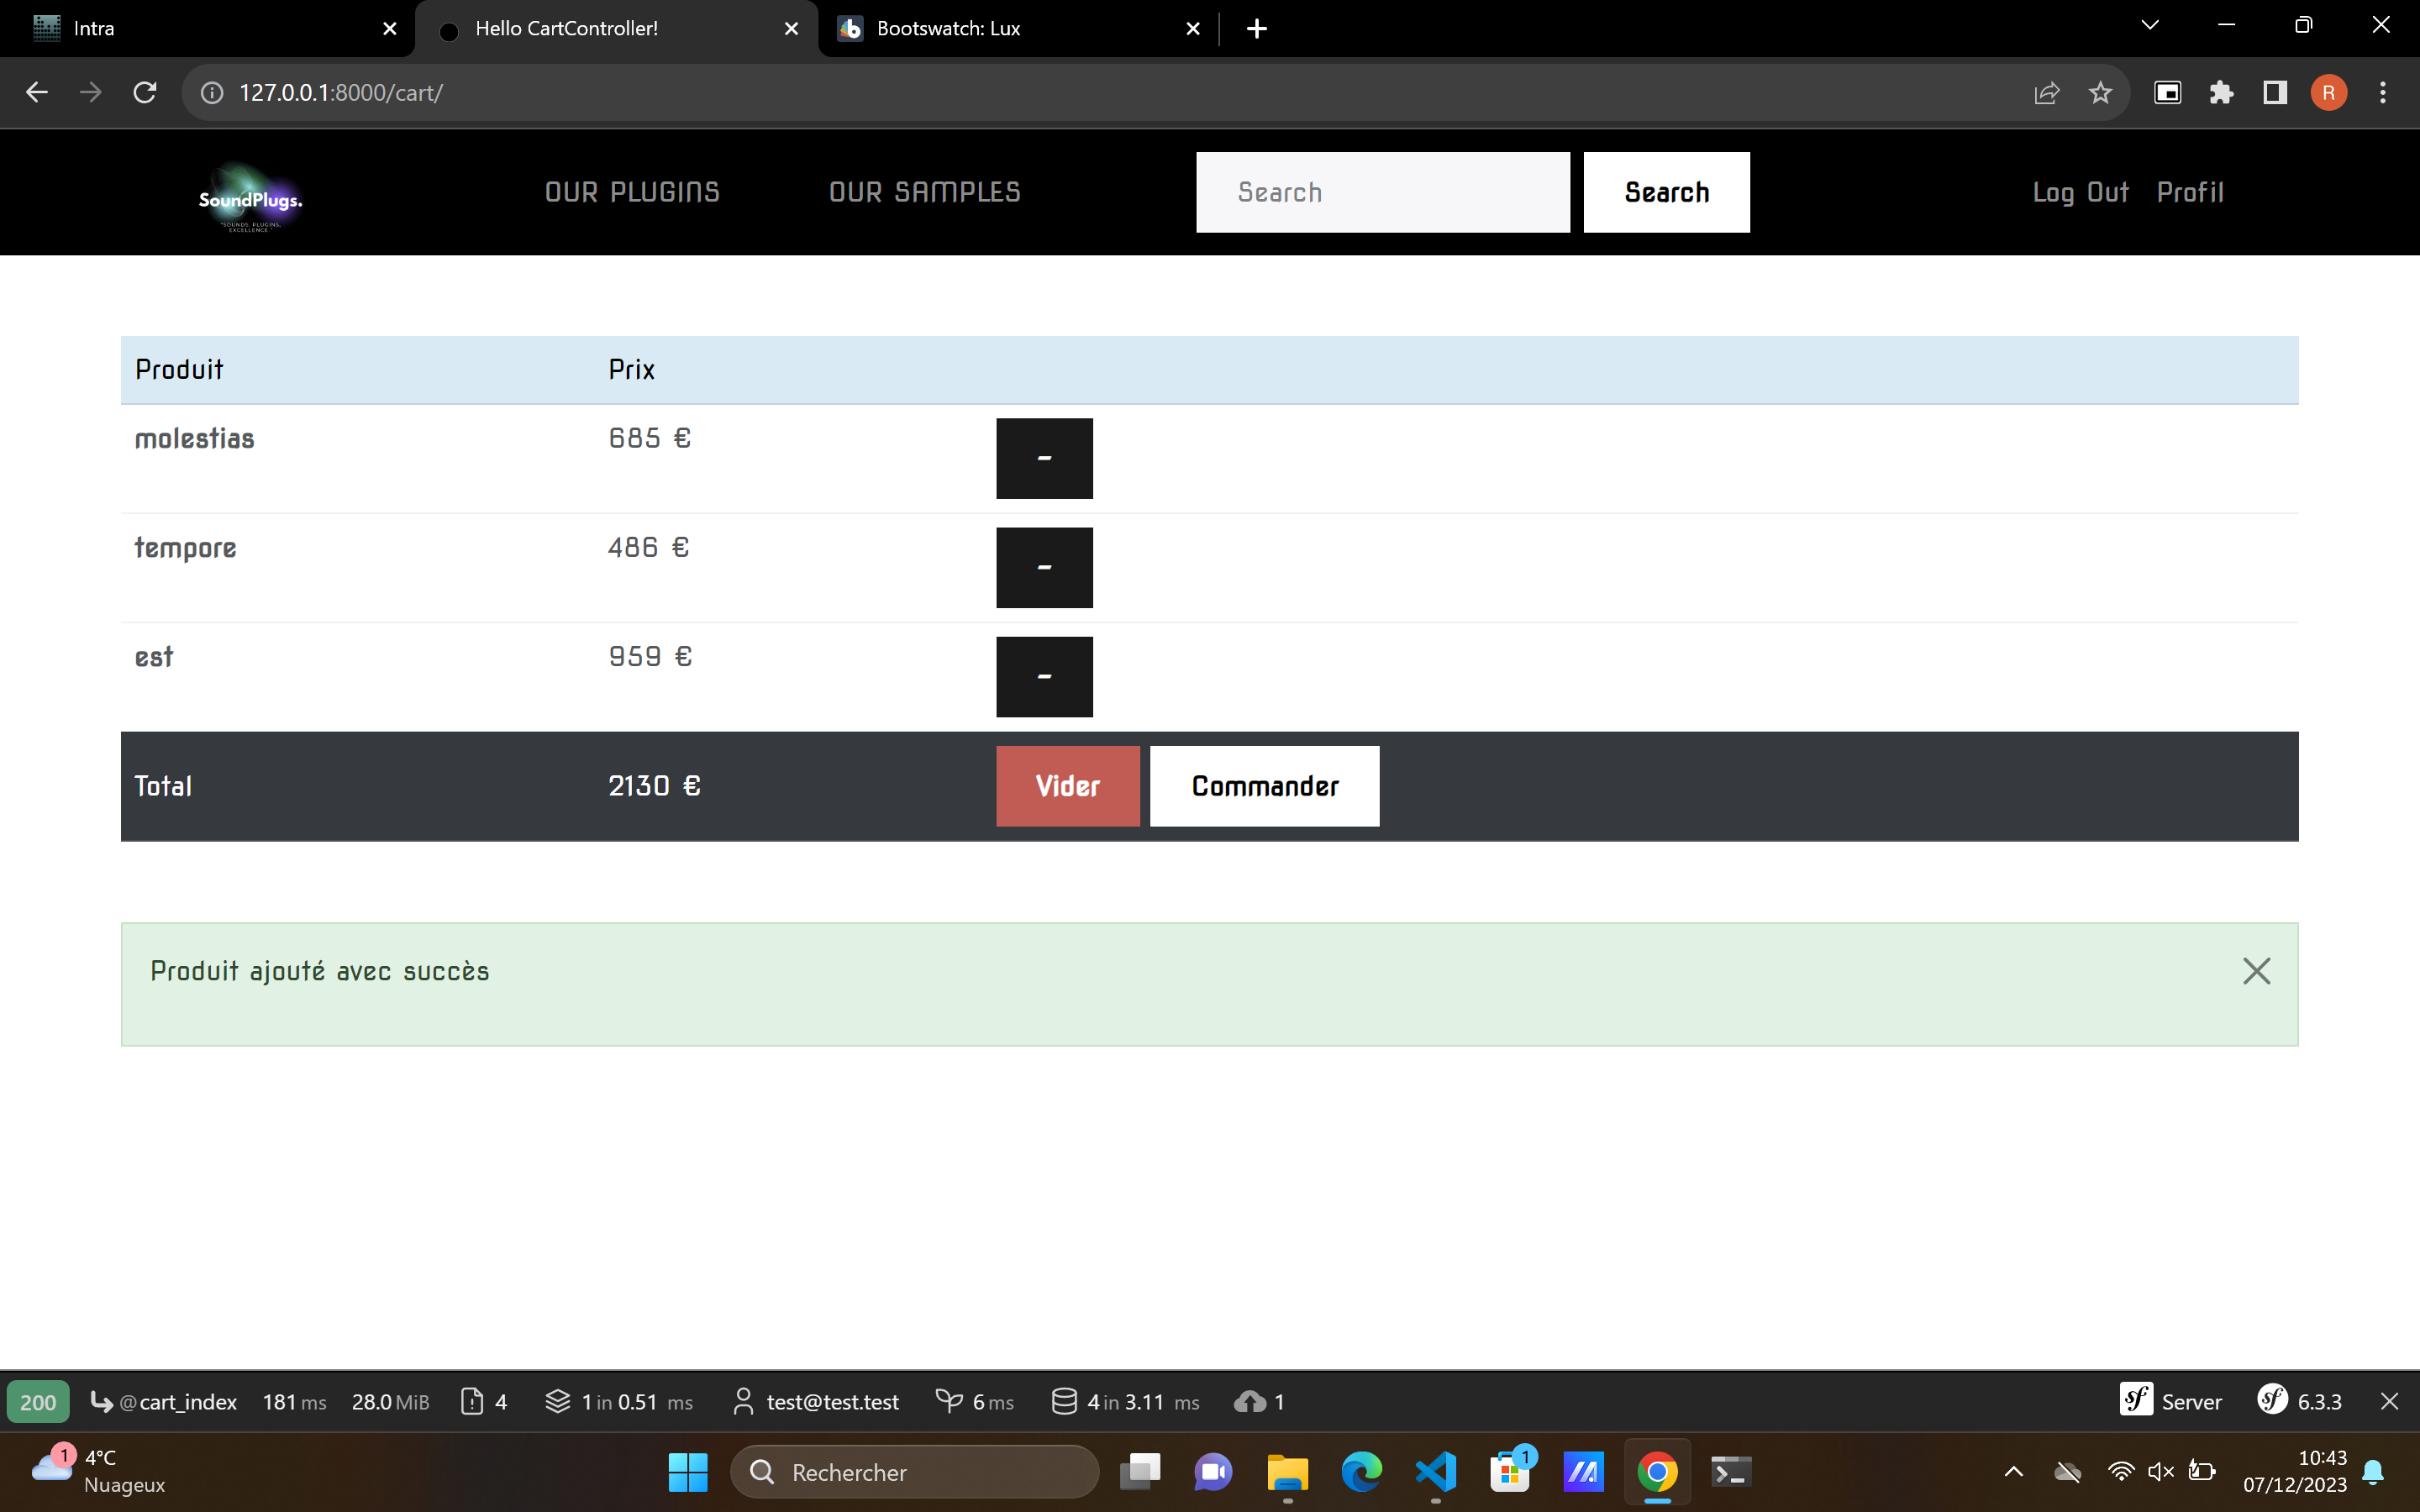 Intra
Hello CartController!
Bootswatch: Lux
127.0.0.1:8000/cart/
R
SoundPlugs.
"SOUNDS, PLUGINS, EXCELLENCE."
OUR PLUGINS
OUR SAMPLES
Search
Search
Log Out
Profil
Produit Prix
molestias 685 € -
tempore 486 € -
est 959 € -
Total 2130 € Vider Commander
Produit ajouté avec succès
200 @cart_index 181 ms 28.0 MiB 4 1 in 0.51 ms test@test.test 6 ms 4 in 3.11 ms 1 Server 6.3.3
1
4°C
Nuageux
Rechercher
1
10:43
07/12/2023